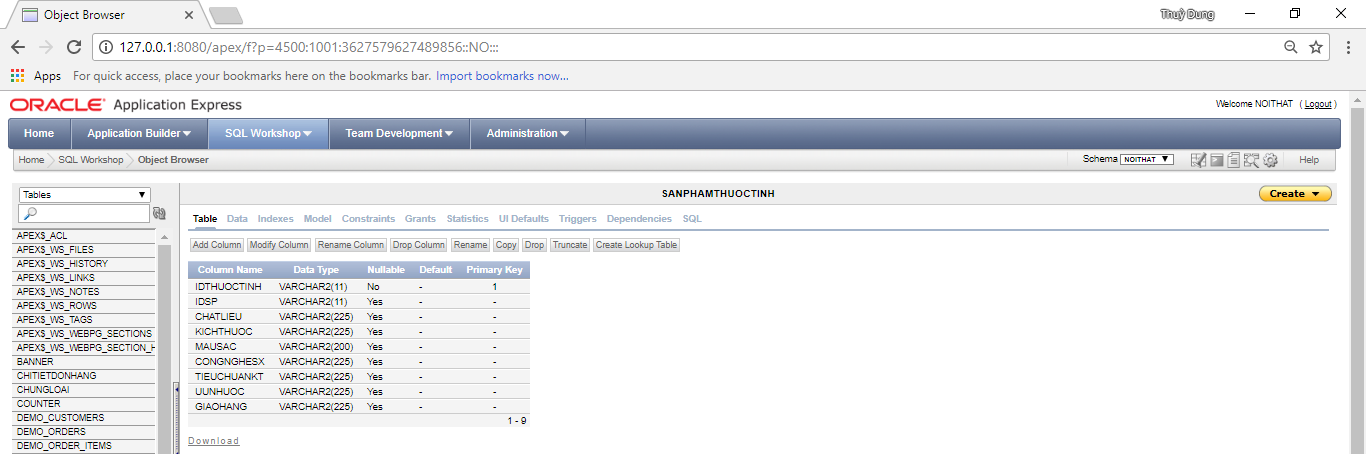 Object Browser
Thuỳ Dung
127.0.0.1:8080/apex/f?p=4500:1001:3627579627489856::NO:::
Apps For quick access, place your bookmarks here on the bookmarks bar. Import bookmarks now...
ORACLE Application Express
Welcome NOITHAT ( Logout )
Home Application Builder SQL Workshop Team Development Administration
Home SQL Workshop Object Browser
Schema NOITHAT Help
Tables
SANPHAMTHUOCTINH
Create
Table Data Indexes Model Constraints Grants Statistics UI Defaults Triggers Dependencies SQL
Add Column Modify Column Rename Column Drop Column Rename Copy Drop Truncate Create Lookup Table
APEX$_ACL
APEX$_WS_FILES
APEX$_WS_HISTORY
APEX$_WS_LINKS
APEX$_WS_NOTES
APEX$_WS_ROWS
APEX$_WS_TAGS
APEX$_WS_WEBPG_SECTIONS
APEX$_WS_WEBPG_SECTION_H
BANNER
CHITIETDONHANG
CHUNGLOAI
COUNTER
DEMO_CUSTOMERS
DEMO_ORDERS
DEMO_ORDER_ITEMS
Column Name Data Type Nullable Default Primary Key
IDTHUOCTINH VARCHAR2(11) No - 1
IDSP VARCHAR2(11) Yes - -
CHATLIEU VARCHAR2(225) Yes - -
KICHTHUOC VARCHAR2(225) Yes - -
MAUSAC VARCHAR2(200) Yes - -
CONGNGHESX VARCHAR2(225) Yes - -
TIEUCHUANKT VARCHAR2(225) Yes - -
UUNHUOC VARCHAR2(225) Yes - -
GIAOHANG VARCHAR2(225) Yes - -
1 - 9
Download